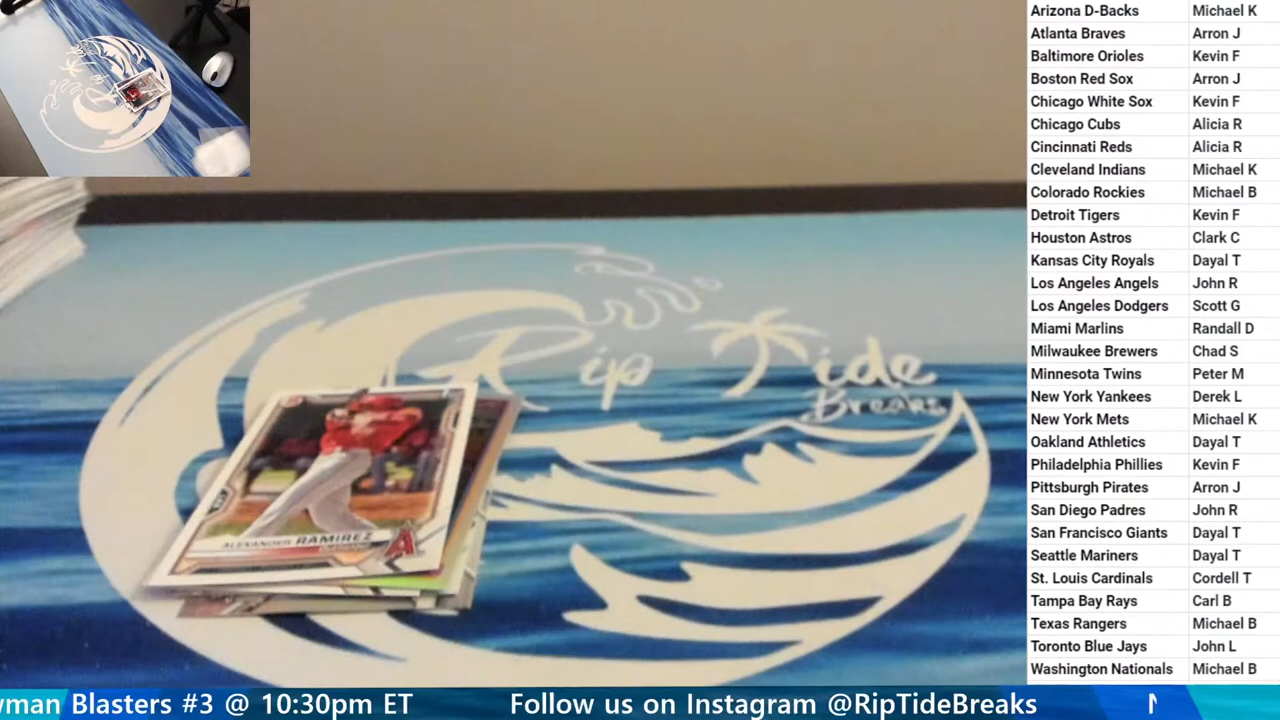 Arizona D-Backs Michael K
Atlanta Braves Arron J
Baltimore Orioles Kevin F
Boston Red Sox Arron J
Chicago White Sox Kevin F
Chicago Cubs Alicia R
Cincinnati Reds Alicia R
Cleveland Indians Michael K
Colorado Rockies Michael B
Detroit Tigers Kevin F
Houston Astros Clark C
Kansas City Royals Dayal T
Los Angeles Angels John R
Los Angeles Dodgers Scott G
Miami Marlins Randall D
Milwaukee Brewers Chad S
Minnesota Twins Peter M
New York Yankees Derek L
New York Mets Michael K
Oakland Athletics Dayal T
Philadelphia Phillies Kevin F
Pittsburgh Pirates Arron J
San Diego Padres John R
San Francisco Giants Dayal T
Seattle Mariners Dayal T
St. Louis Cardinals Cordell T
Tampa Bay Rays Carl B
Texas Rangers Michael B
Toronto Blue Jays John L
Washington Nationals Michael B
Rip Tide
Breaks
ALEXANDER RAMIREZ
A
wman Blasters #3 @ 10:30pm ET Follow us on Instagram @RipTideBreaks